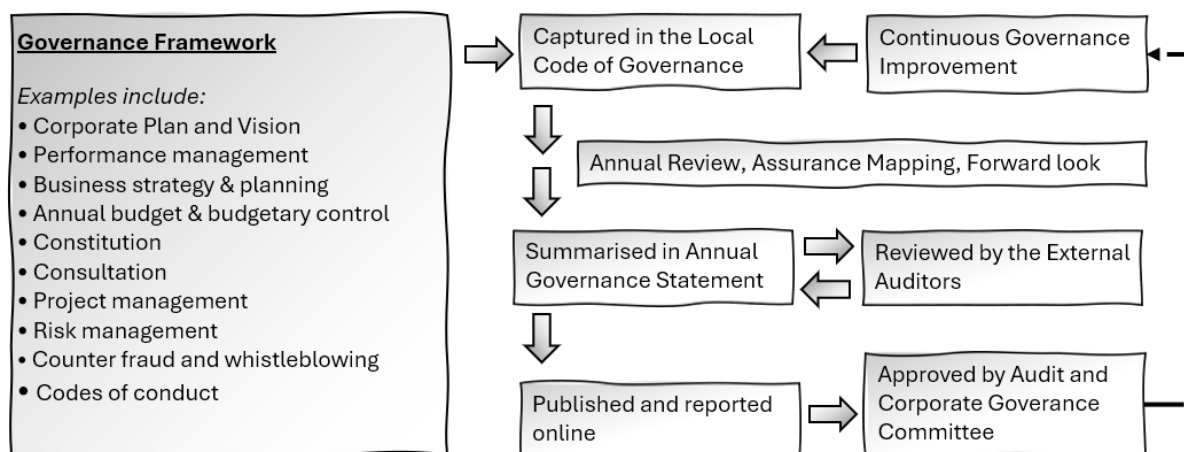 Governance Framework
Examples include:
• Corporate Plan and Vision
• Performance management
• Business strategy & planning
• Annual budget & budgetary control
• Constitution
• Consultation
• Project management
• Risk management
• Counter fraud and whistleblowing
• Codes of conduct
Captured in the Local
Code of Governance
Continuous Governance
Improvement
Annual Review, Assurance Mapping, Forward look
Summarised in Annual
Governance Statement
Reviewed by the External
Auditors
Published and reported
online
Approved by Audit and
Corporate Goverance
Committee